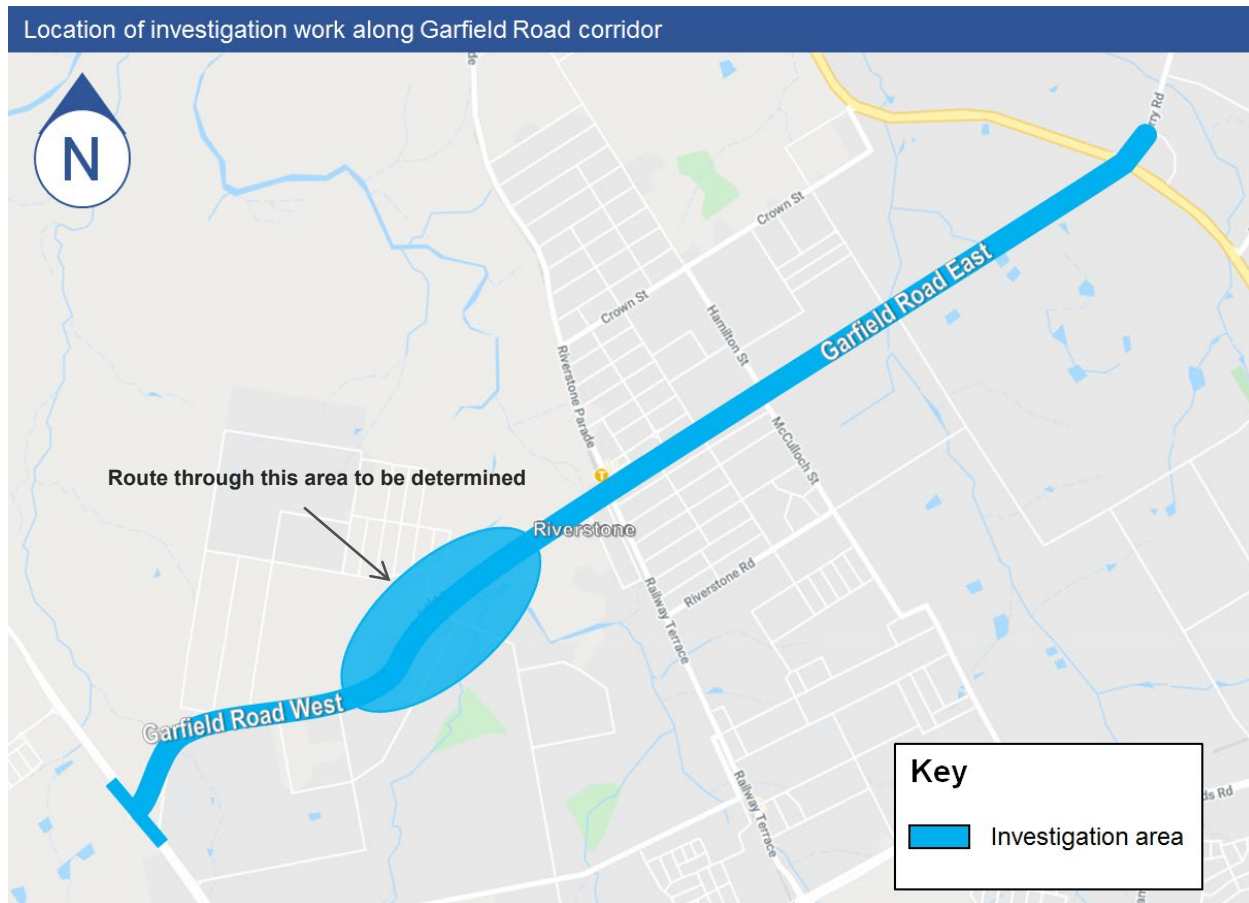 Location of investigation work along Garfield Road corridor
N
Crown St
Crown St
Hamilton St
Garfield Road East
Riverstone Parade
McCulloch St
T
Route through this area to be determined
Riverstone
Riverstone Rd
Railway Terrace
Garfield Road West
Railway Terrace
Key
Investigation area